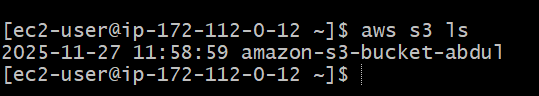 [ec2-user@ip-172-112-0-12 ~]$ aws s3 ls
2025-11-27 11:58:59 amazon-s3-bucket-abdul
[ec2-user@ip-172-112-0-12 ~]$